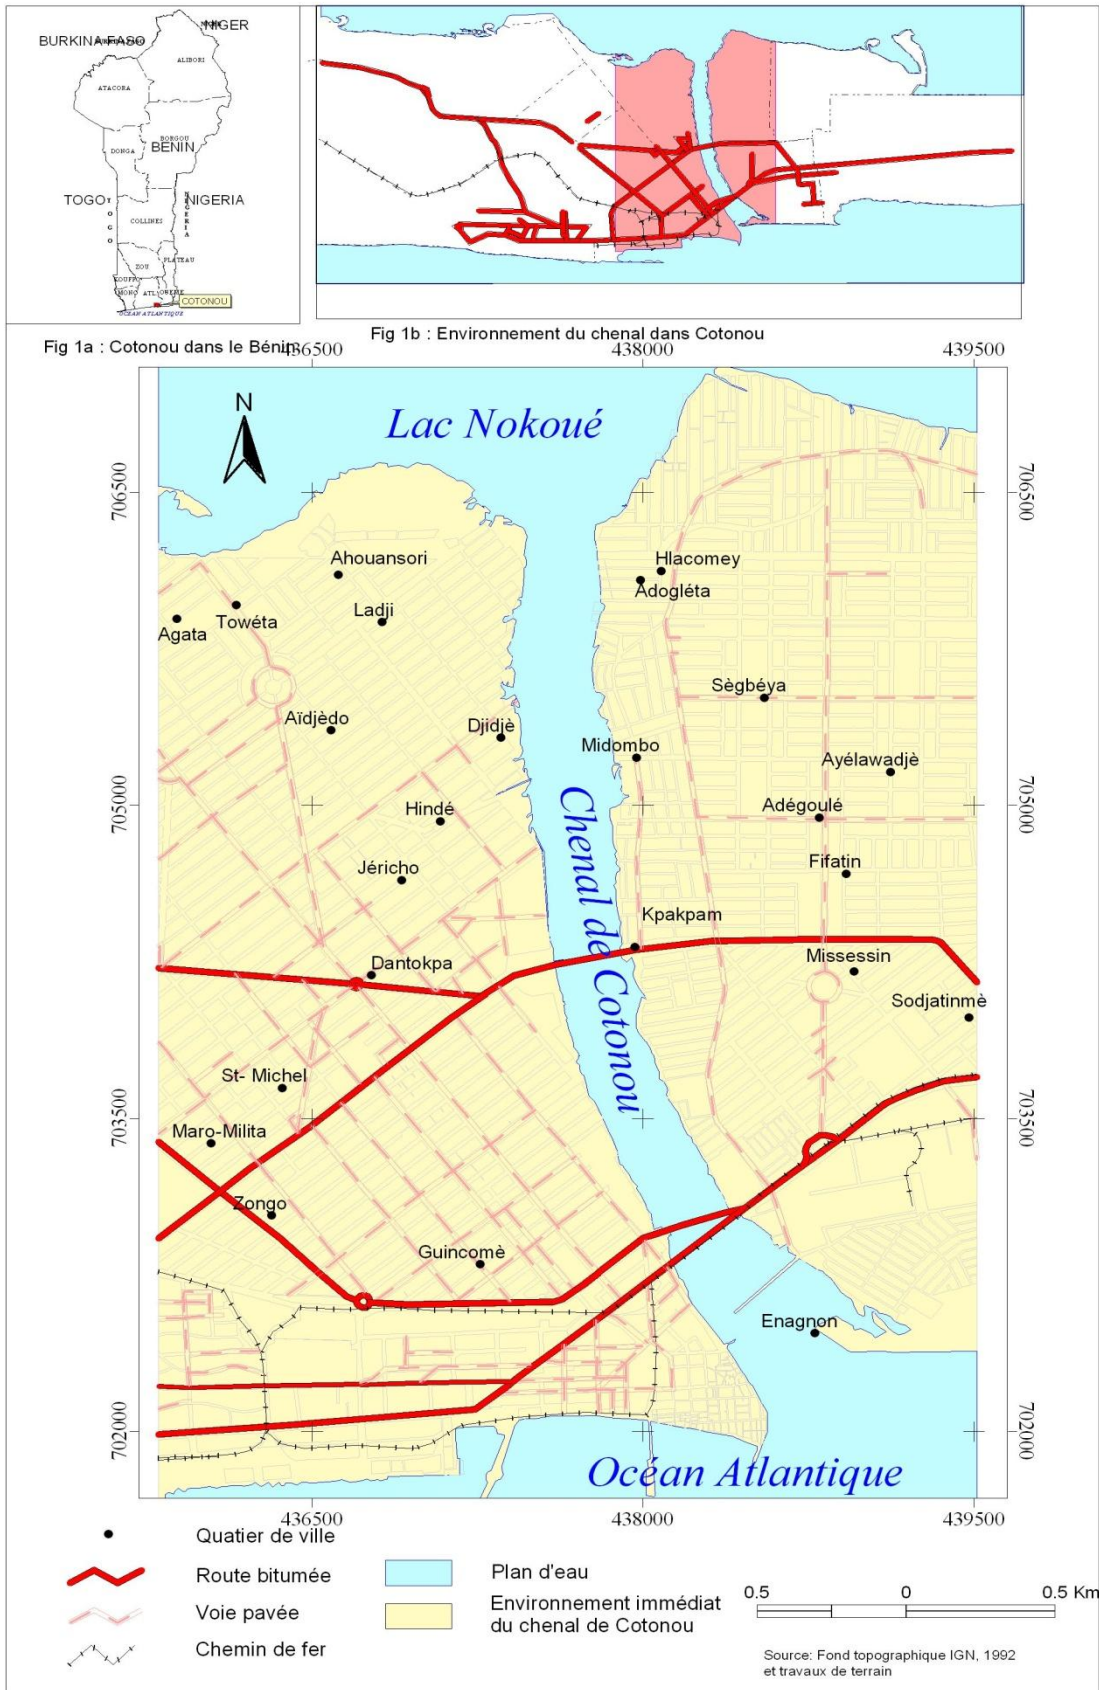 NIGER
BURKINA FASO
ALIBORI
ATACORA
BORGOU
BENIN
DONGA
TOGO
TOGO
NIGERIA
NIGERIA
COLLINES
PLATEAU
ZOU
KOUFFO
MONO
ATL
OUEME
COTONOU
OCEAN ATLANTIQUE
Fig 1a : Cotonou dans le Bénin
Fig 1b : Environnement du chenal dans Cotonou
436500
438000
439500
N
Lac Nokoué
706500
706500
Ahouansori
Hlacomey
Adogléta
Towéta
Ladji
Agata
Sègbéya
Aïdjèdo
Djidjè
Midombo
Ayélawadjè
705000
705000
Hindé
Adégoulé
Chenal de Cotonou
Jéricho
Fifatin
Kpakpam
Dantokpa
Missessin
Sodjatinmè
St- Michel
703500
703500
Maro-Milita
Zongo
Guincomè
Enagnon
702000
702000
Océan Atlantique
436500
438000
439500
Quatier de ville
Route bitumée
Voie pavée
Chemin de fer
Plan d'eau
Environnement immédiat
du chenal de Cotonou
0.5 0 0.5 Km
Source: Fond topographique IGN, 1992
et travaux de terrain